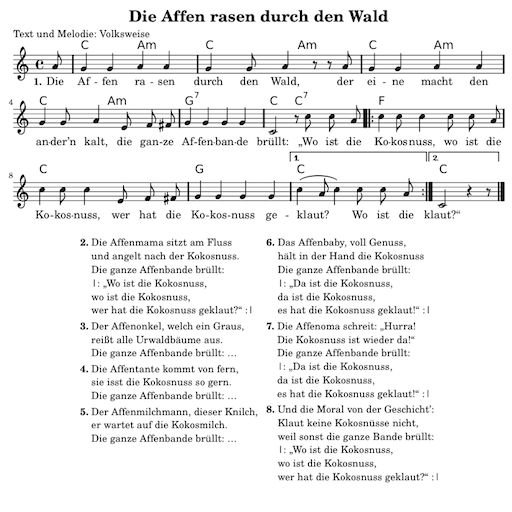 Die Affen rasen durch den Wald
Text und Melodie: Volksweise
C Am C Am C Am
1. Die Af - fen ra - sen durch den Wald, der ei - ne macht den
4
C Am G7 C C7 F
an-der'n kalt, die gan-ze Af-fen-ban-de brüllt: „Wo ist die Ko-kos-nuss, wo ist die
8
C G 1. C 2. C
Ko-kos-nuss, wer hat die Ko-kos-nuss ge - klaut? Wo ist die klaut?“
2. Die Affenmama sitzt am Fluss
und angelt nach der Kokosnuss.
Die ganze Affenbande brüllt:
|: „Wo ist die Kokosnuss,
wo ist die Kokosnuss,
wer hat die Kokosnuss geklaut?“ :|
3. Der Affenonkel, welch ein Graus,
reißt alle Urwaldbäume aus.
Die ganze Affenbande brüllt: …
4. Die Affentante kommt von fern,
sie isst die Kokosnuss so gern.
Die ganze Affenbande brüllt: …
5. Der Affenmilchmann, dieser Knilch,
er wartet auf die Kokosmilch.
Die ganze Affenbande brüllt: …
6. Das Affenbaby, voll Genuss,
hält in der Hand die Kokosnuss
Die ganze Affenbande brüllt:
|: „Da ist die Kokosnuss,
da ist die Kokosnuss,
es hat die Kokosnuss geklaut!“ :|
7. Die Affenoma schreit: „Hurra!
Die Kokosnuss ist wieder da!“
Die ganze Affenbande brüllt:
|: „Da ist die Kokosnuss,
da ist die Kokosnuss,
es hat die Kokosnuss geklaut!“ :|
8. Und die Moral von der Geschicht':
Klaut keine Kokosnüsse nicht,
weil sonst die ganze Bande brüllt:
|: „Wo ist die Kokosnuss,
wo ist die Kokosnuss,
wer hat die Kokosnuss geklaut?“ :|